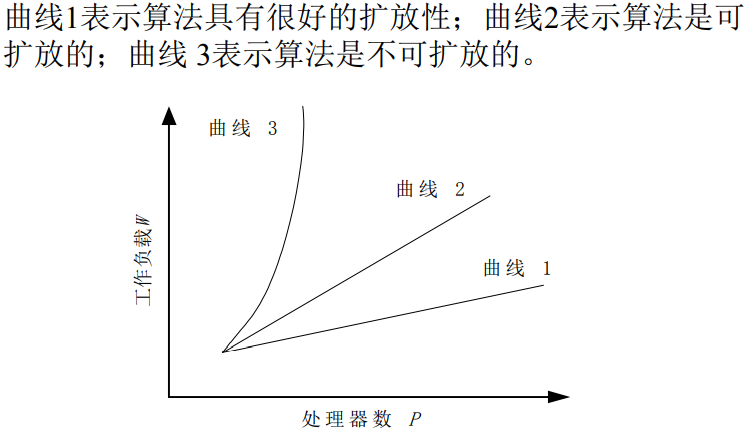 曲线1表示算法具有很好的扩放性；曲线2表示算法是可
扩放的；曲线 3表示算法是不可扩放的。
曲线 3
曲线 2
曲线 1
工作负载W
处理器数 P